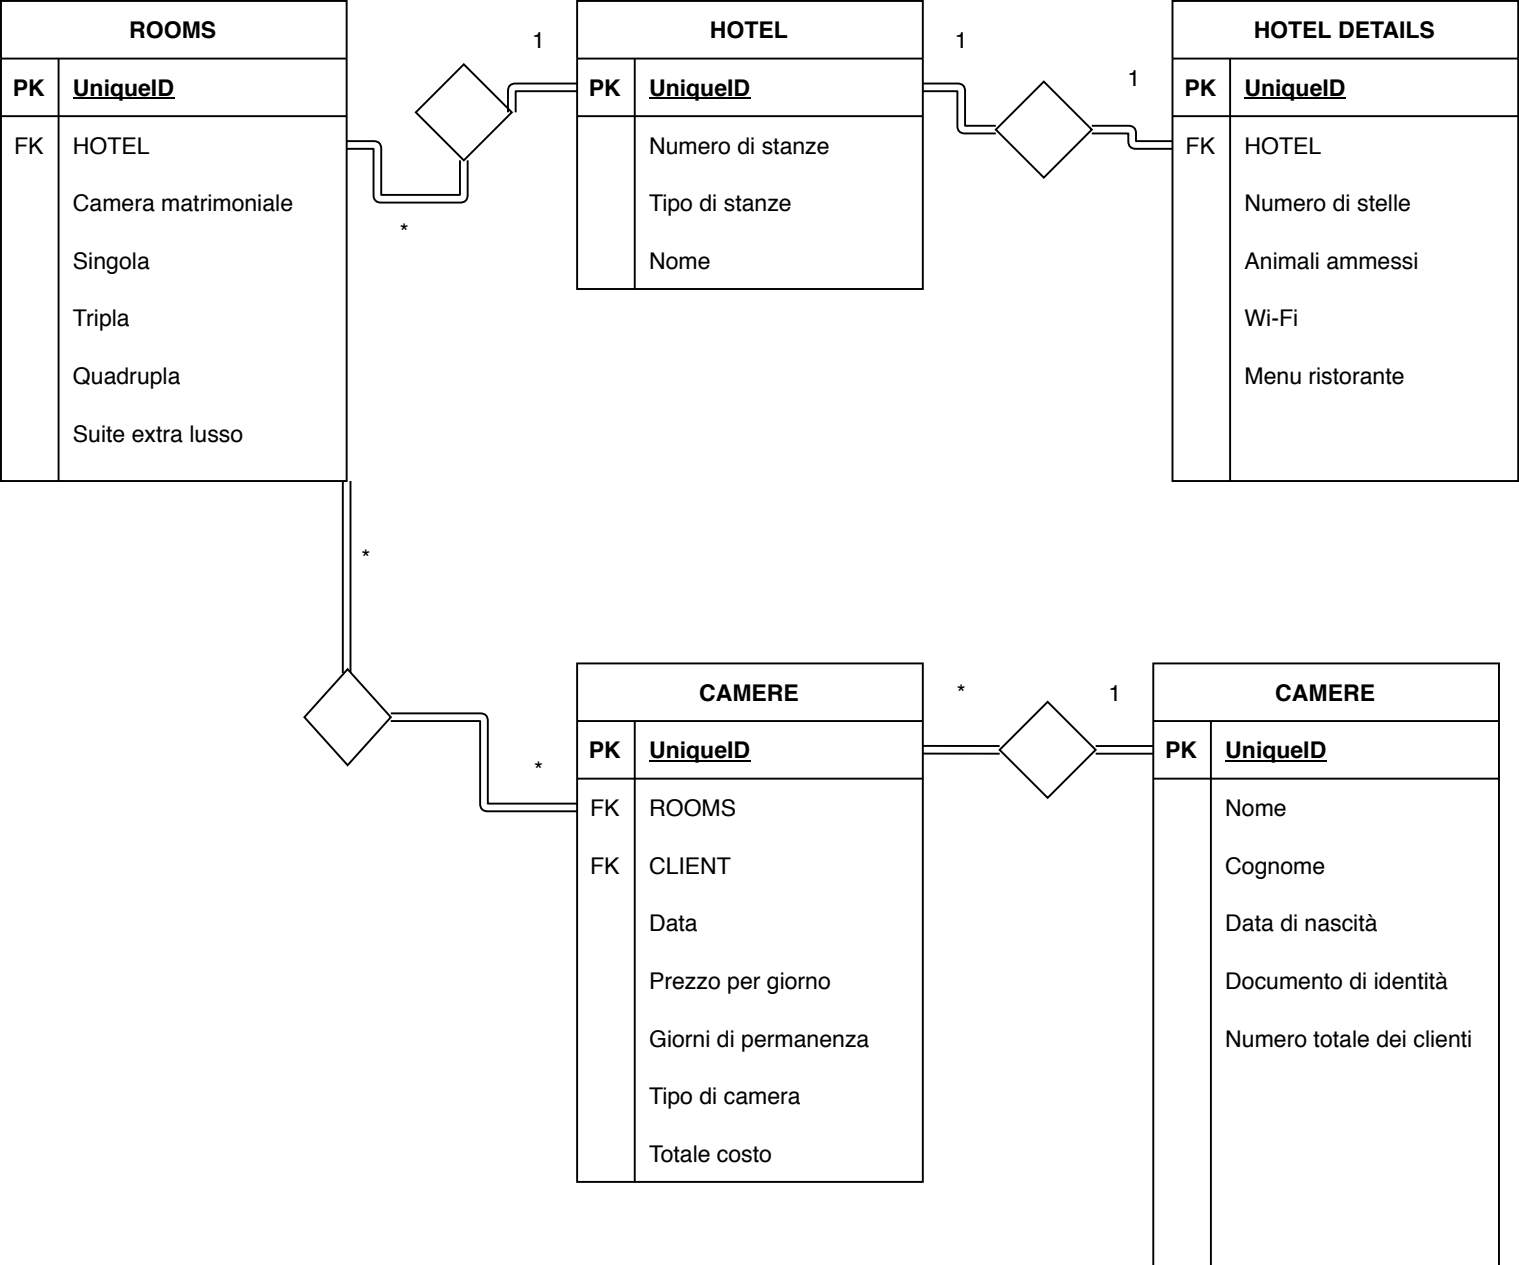 ROOMS
PK UniqueID
FK HOTEL
Camera matrimoniale
Singola
Tripla
Quadrupla
Suite extra lusso
*
1
HOTEL
PK UniqueID
Numero di stanze
Tipo di stanze
Nome
1
1
HOTEL DETAILS
PK UniqueID
FK HOTEL
Numero di stelle
Animali ammessi
Wi-Fi
Menu ristorante
*
*
CAMERE
PK UniqueID
FK ROOMS
FK CLIENT
Data
Prezzo per giorno
Giorni di permanenza
Tipo di camera
Totale costo
*
1
CAMERE
PK UniqueID
Nome
Cognome
Data di nascità
Documento di identità
Numero totale dei clienti